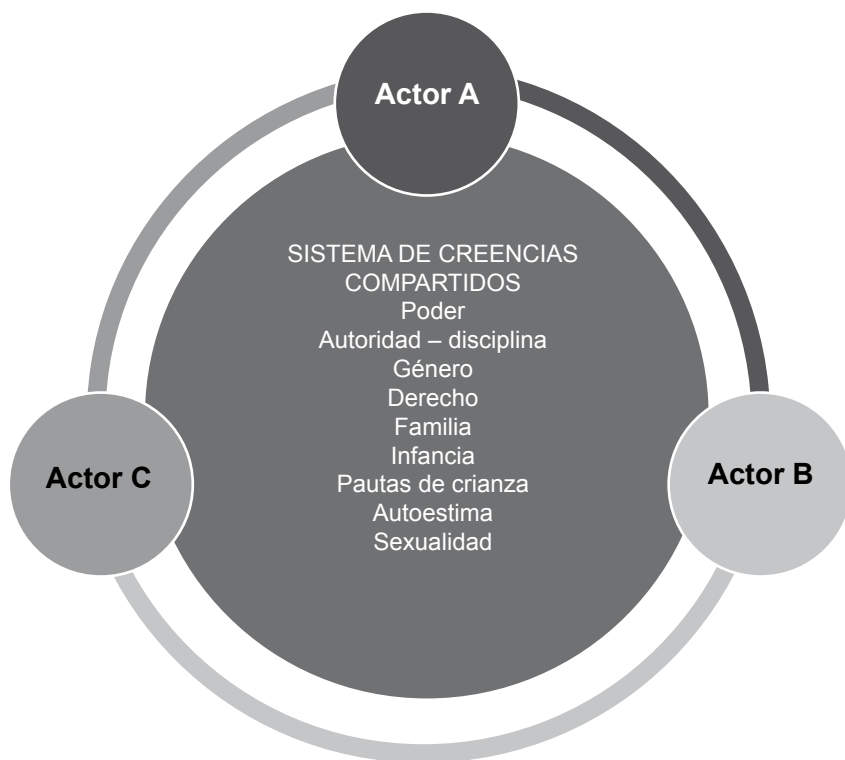 Actor A
SISTEMA DE CREENCIAS
COMPARTIDOS
Poder
Autoridad – disciplina
Género
Derecho
Familia
Infancia
Pautas de crianza
Autoestima
Sexualidad
Actor C
Actor B